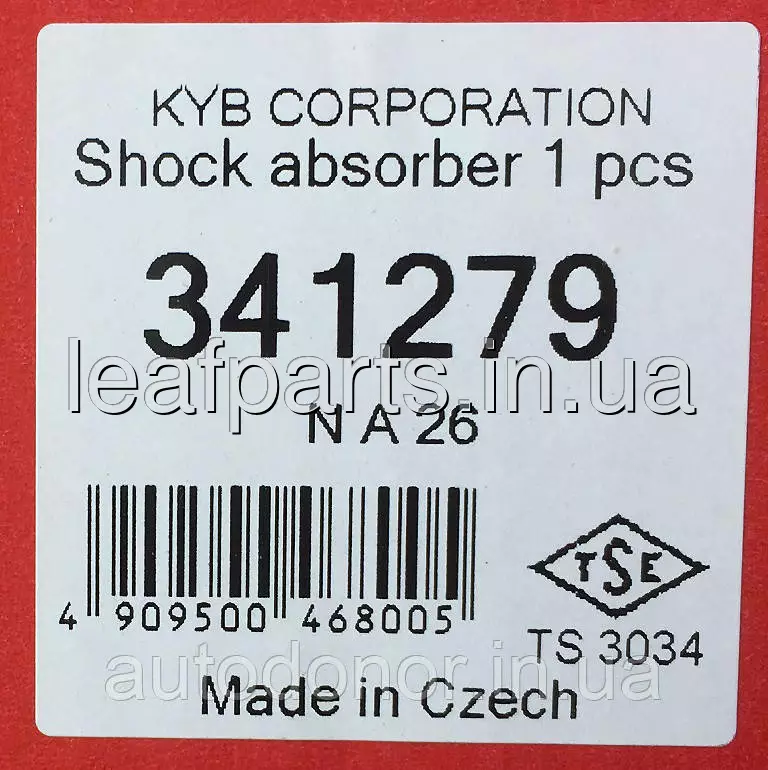 KYB CORPORATION
Shock absorber 1 pcs
341279
leafparts.in.ua
N A 26
4 909500 468005
TSE
TS 3034
autodonor.in.ua
Made in Czech